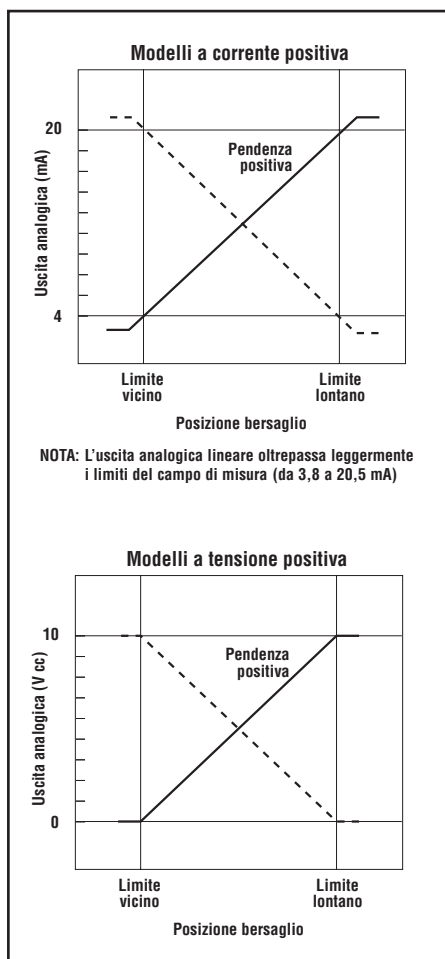 Modelli a corrente positiva
20
Pendenza
positiva
Uscita analogica (mA)
4
Limite
vicino
Limite
lontano
Posizione bersaglio
NOTA: L'uscita analogica lineare oltrepassa leggermente
i limiti del campo di misura (da 3,8 a 20,5 mA)
Modelli a tensione positiva
10
Pendenza
positiva
Uscita analogica (V cc)
0
Limite
vicino
Limite
lontano
Posizione bersaglio